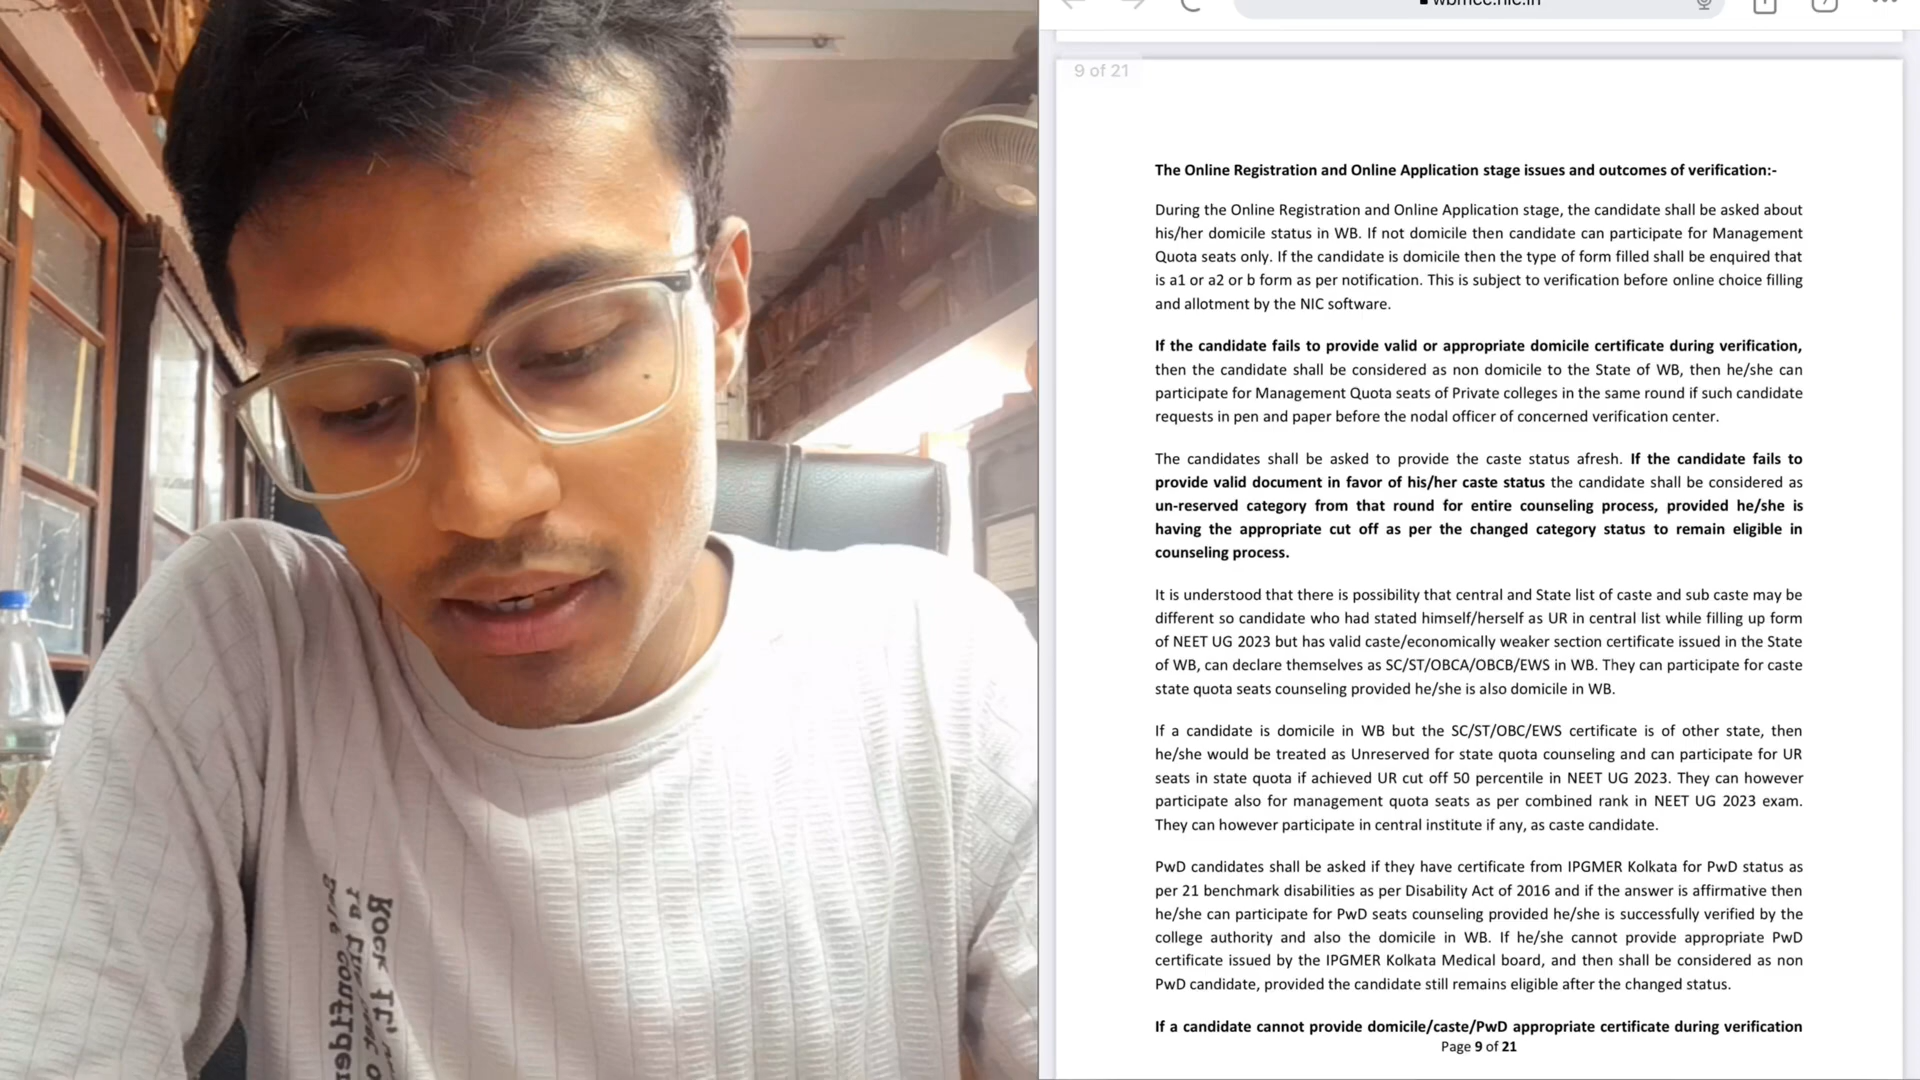 wbmcc.nic.in
9 of 21
The Online Registration and Online Application stage issues and outcomes of verification:-
During the Online Registration and Online Application stage, the candidate shall be asked about
his/her domicile status in WB. If not domicile then candidate can participate for Management
Quota seats only. If the candidate is domicile then the type of form filled shall be enquired that
is a1 or a2 or b form as per notification. This is subject to verification before online choice filling
and allotment by the NIC software.
If the candidate fails to provide valid or appropriate domicile certificate during verification,
then the candidate shall be considered as non domicile to the State of WB, then he/she can
participate for Management Quota seats of Private colleges in the same round if such candidate
requests in pen and paper before the nodal officer of concerned verification center.
The candidates shall be asked to provide the caste status afresh. If the candidate fails to
provide valid document in favor of his/her caste status the candidate shall be considered as
un-reserved category from that round for entire counseling process, provided he/she is
having the appropriate cut off as per the changed category status to remain eligible in
counseling process.
It is understood that there is possibility that central and State list of caste and sub caste may be
different so candidate who had stated himself/herself as UR in central list while filling up form
of NEET UG 2023 but has valid caste/economically weaker section certificate issued in the State
of WB, can declare themselves as SC/ST/OBCA/OBCB/EWS in WB. They can participate for caste
state quota seats counseling provided he/she is also domicile in WB.
If a candidate is domicile in WB but the SC/ST/OBC/EWS certificate is of other state, then
he/she would be treated as Unreserved for state quota counseling and can participate for UR
seats in state quota if achieved UR cut off 50 percentile in NEET UG 2023. They can however
participate also for management quota seats as per combined rank in NEET UG 2023 exam.
They can however participate in central institute if any, as caste candidate.
PwD candidates shall be asked if they have certificate from IPGMER Kolkata for PwD status as
per 21 benchmark disabilities as per Disability Act of 2016 and if the answer is affirmative then
he/she can participate for PwD seats counseling provided he/she is successfully verified by the
college authority and also the domicile in WB. If he/she cannot provide appropriate PwD
certificate issued by the IPGMER Kolkata Medical board, and then shall be considered as non
PwD candidate, provided the candidate still remains eligible after the changed status.
If a candidate cannot provide domicile/caste/PwD appropriate certificate during verification
Page 9 of 21